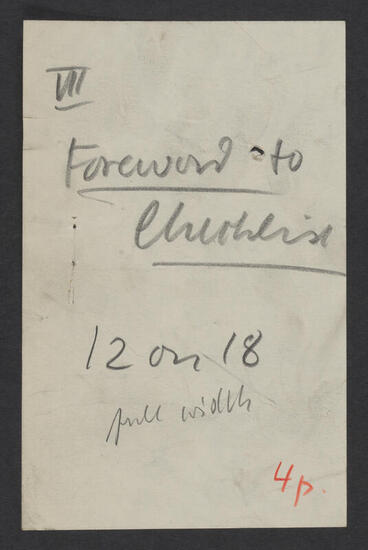 VII
Foreword to
Checklist
12 on 18
full width
4p.